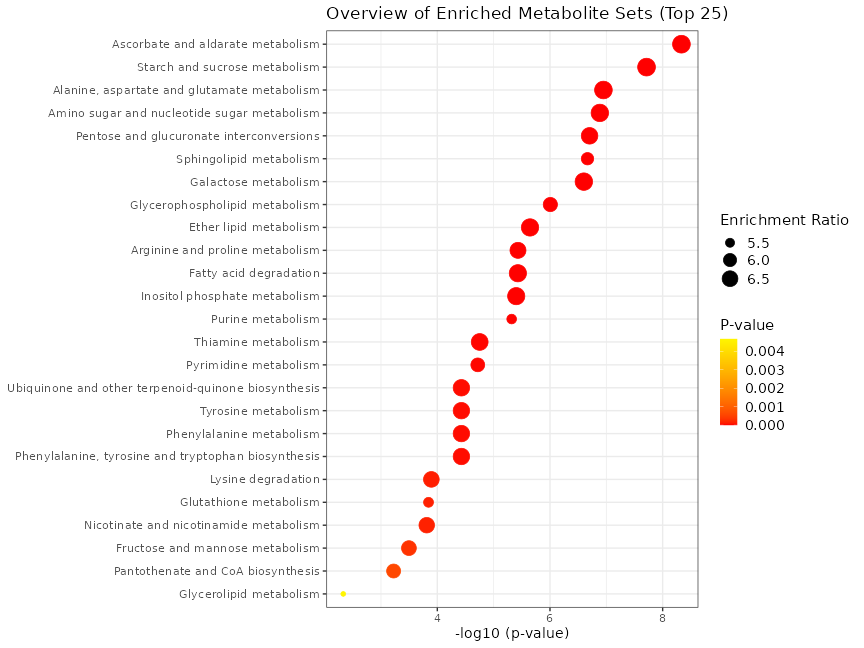 Overview of Enriched Metabolite Sets (Top 25)
Ascorbate and aldarate metabolism
Starch and sucrose metabolism
Alanine, aspartate and glutamate metabolism
Amino sugar and nucleotide sugar metabolism
Pentose and glucuronate interconversions
Sphingolipid metabolism
Galactose metabolism
Glycerophospholipid metabolism
Ether lipid metabolism
Arginine and proline metabolism
Fatty acid degradation
Inositol phosphate metabolism
Purine metabolism
Thiamine metabolism
Pyrimidine metabolism
Ubiquinone and other terpenoid-quinone biosynthesis
Tyrosine metabolism
Phenylalanine metabolism
Phenylalanine, tyrosine and tryptophan biosynthesis
Lysine degradation
Glutathione metabolism
Nicotinate and nicotinamide metabolism
Fructose and mannose metabolism
Pantothenate and CoA biosynthesis
Glycerolipid metabolism
4 6 8
-log10 (p-value)
Enrichment Ratio
5.5
6.0
6.5
P-value
0.004
0.003
0.002
0.001
0.000